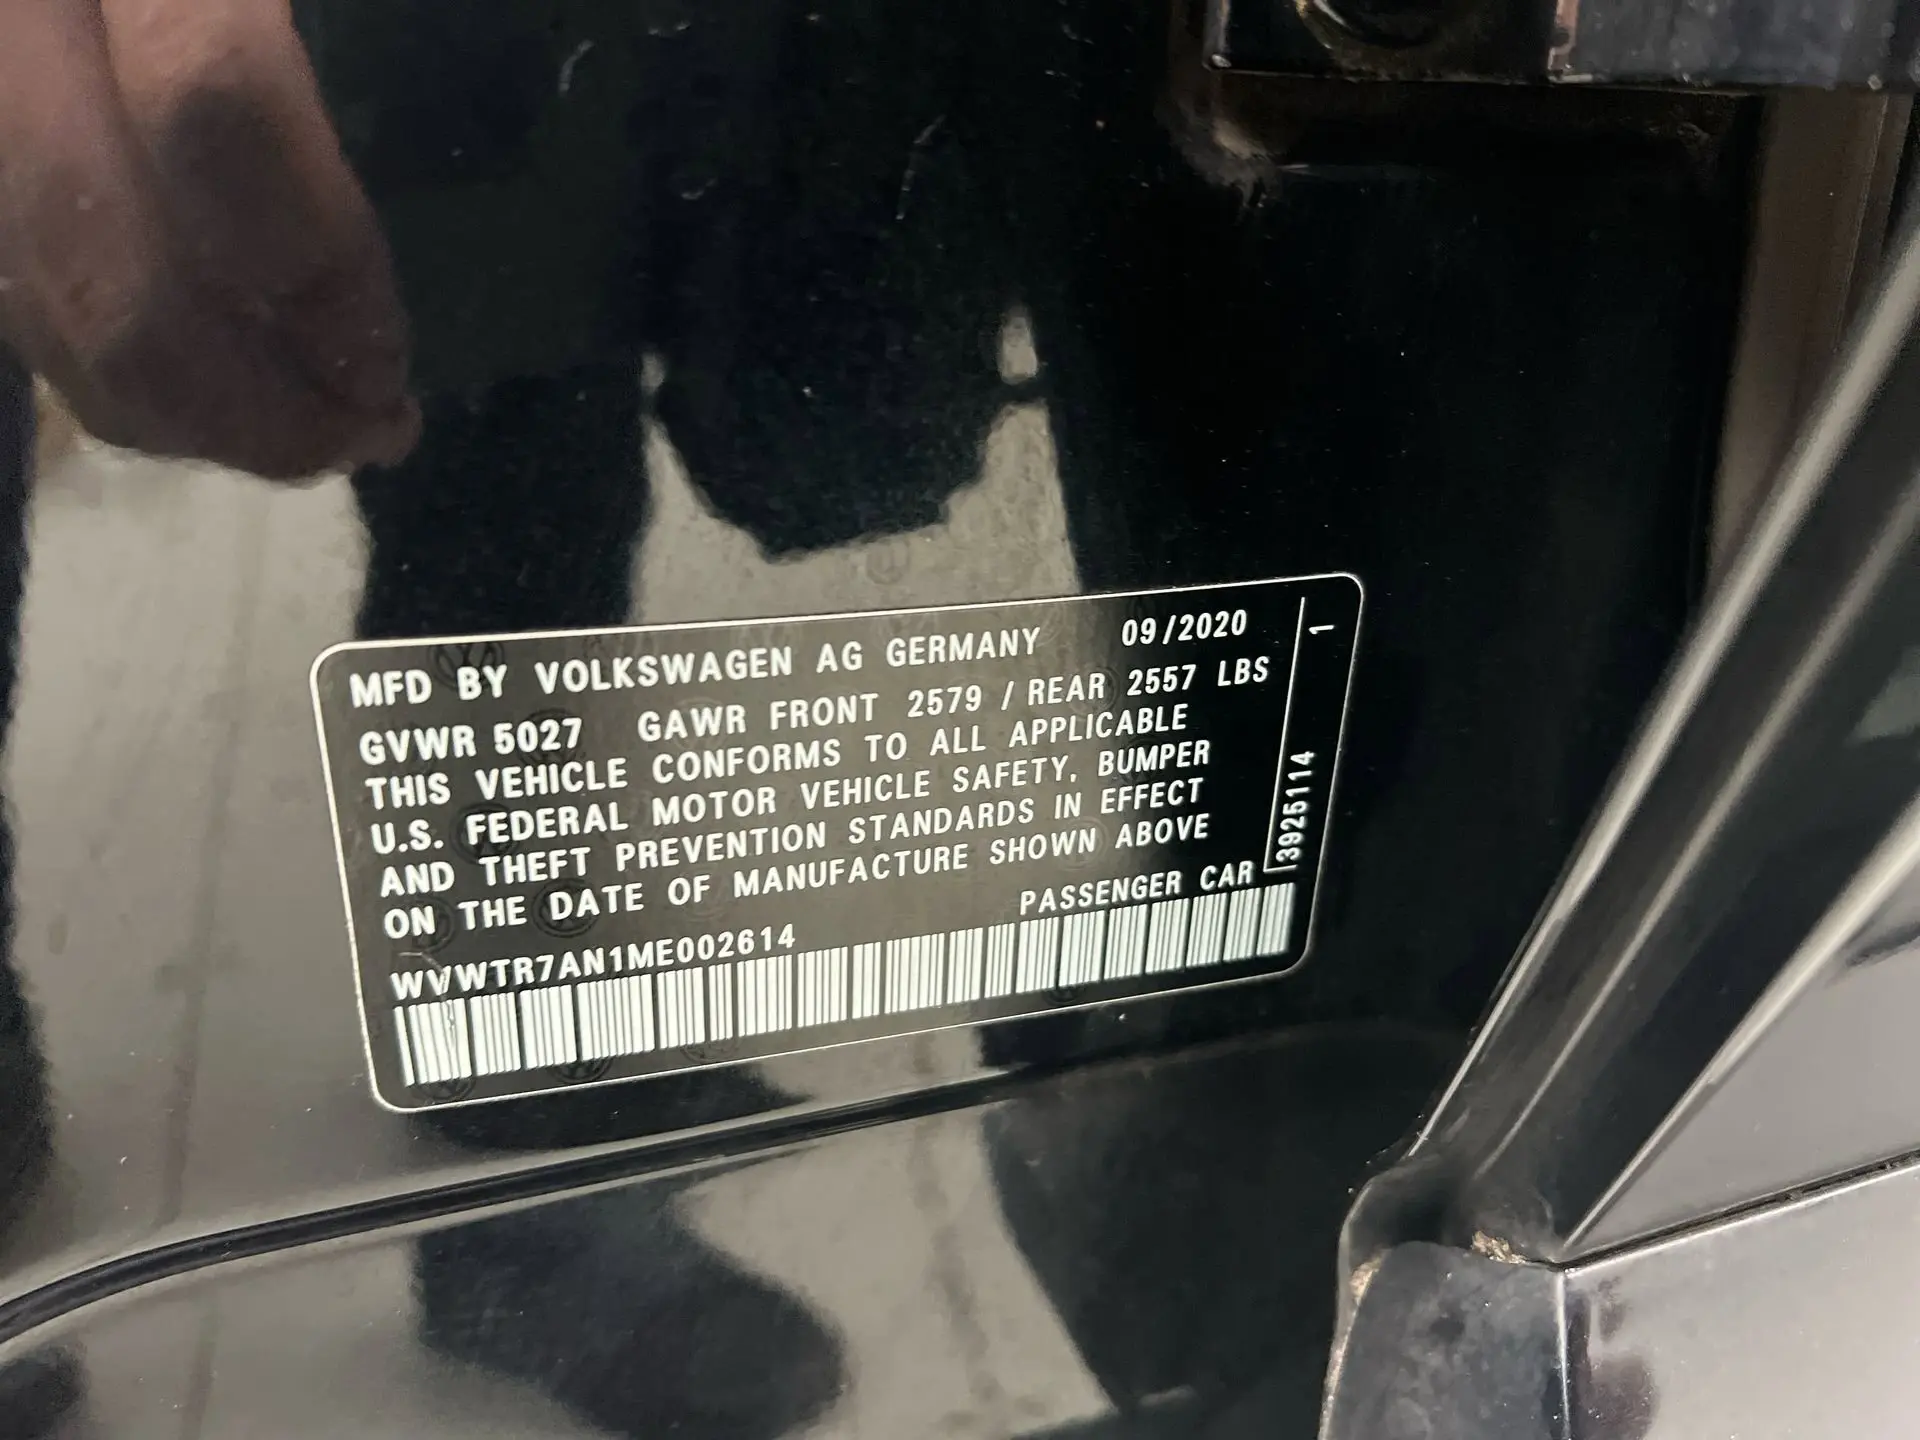 MFD BY VOLKSWAGEN AG GERMANY 09/2020
GVWR 5027 GAWR FRONT 2579 / REAR 2557 LBS
THIS VEHICLE CONFORMS TO ALL APPLICABLE
U.S. FEDERAL MOTOR VEHICLE SAFETY, BUMPER
AND THEFT PREVENTION STANDARDS IN EFFECT
ON THE DATE OF MANUFACTURE SHOWN ABOVE
PASSENGER CAR
WVWTR7AN1ME002614
3925114
1